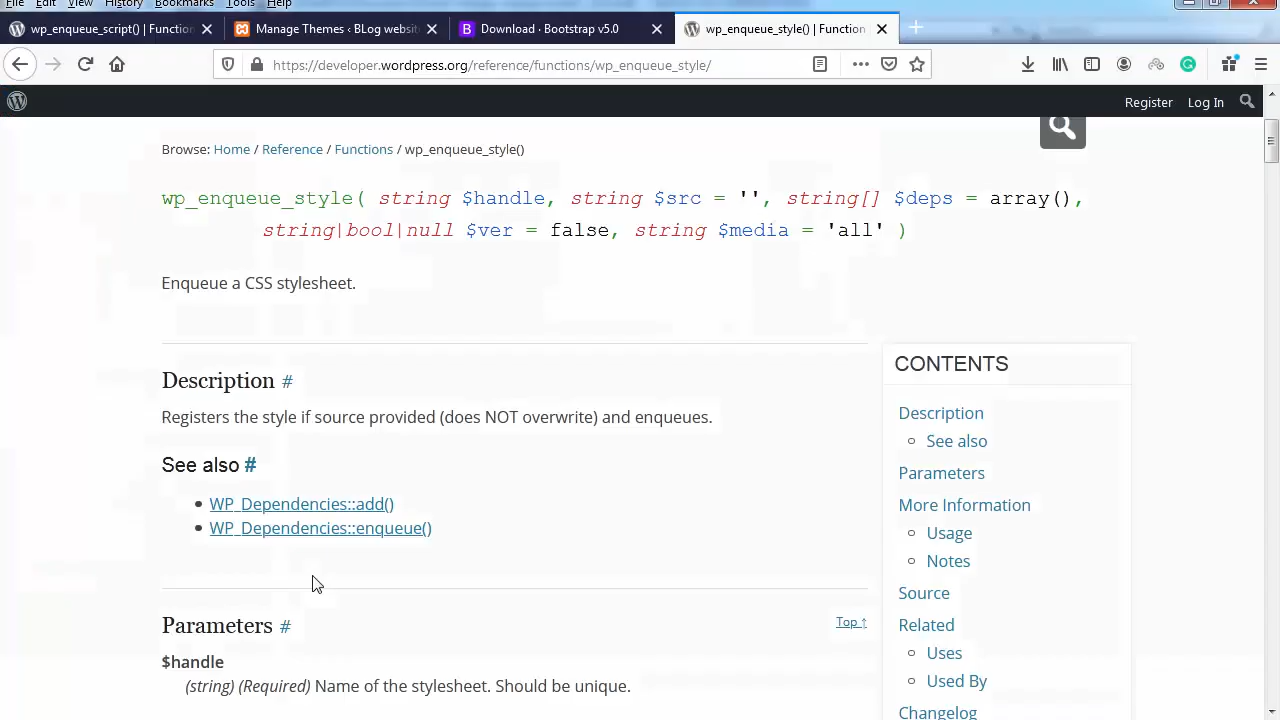 File Edit View History Bookmarks Tools Help
wp_enqueue_script() | Function
Manage Themes ‹ BLog website
Download · Bootstrap v5.0
wp_enqueue_style() | Function
https://developer.wordpress.org/reference/functions/wp_enqueue_style/
Register Log In
Browse: Home / Reference / Functions / wp_enqueue_style()
wp_enqueue_style( string $handle, string $src = '', string[] $deps = array(),
string|bool|null $ver = false, string $media = 'all' )
Enqueue a CSS stylesheet.
Description #
Registers the style if source provided (does NOT overwrite) and enqueues.
See also #
WP_Dependencies::add()
WP_Dependencies::enqueue()
Parameters #
Top ↑
$handle
(string) (Required) Name of the stylesheet. Should be unique.
CONTENTS
Description
See also
Parameters
More Information
Usage
Notes
Source
Related
Uses
Used By
Changelog